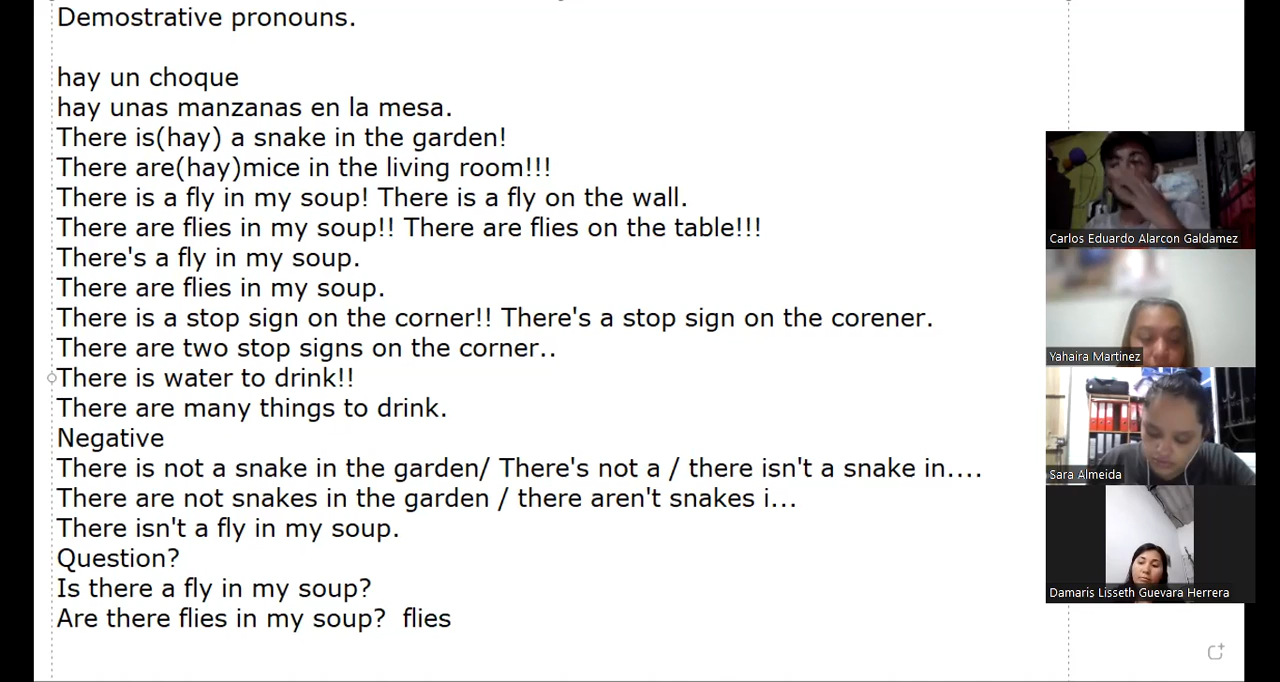 Demostrative pronouns.
hay un choque
hay unas manzanas en la mesa.
There is(hay) a snake in the garden!
There are(hay)mice in the living room!!!
There is a fly in my soup! There is a fly on the wall.
There are flies in my soup!! There are flies on the table!!!
There's a fly in my soup.
There are flies in my soup.
There is a stop sign on the corner!! There's a stop sign on the corener.
There are two stop signs on the corner..
There is water to drink!!
There are many things to drink.
Negative
There is not a snake in the garden/ There's not a / there isn't a snake in....
There are not snakes in the garden / there aren't snakes i...
There isn't a fly in my soup.
Question?
Is there a fly in my soup?
Are there flies in my soup?  flies
Carlos Eduardo Alarcon Galdamez
Yahaira Martinez
Sara Almeida
Damaris Lisseth Guevara Herrera